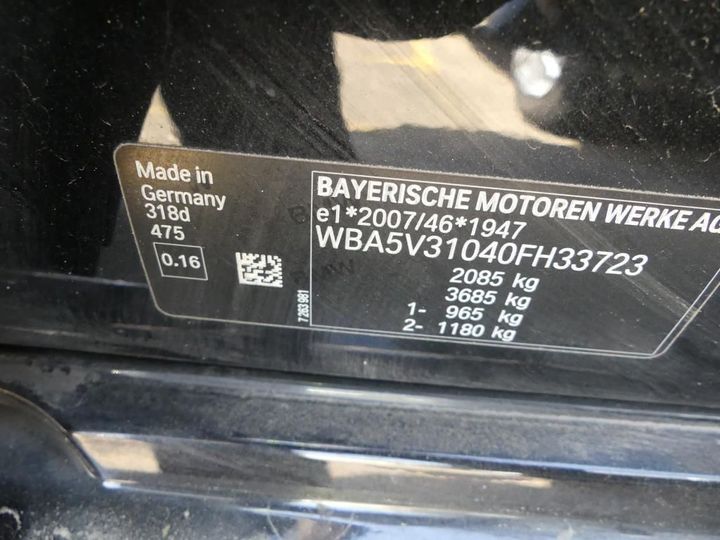 Made in
Germany
318d
475
0.16
7 263 981
BAYERISCHE MOTOREN WERKE AG
e1*2007/46*1947
WBA5V31040FH33723
2085 kg
3685 kg
1- 965 kg
2- 1180 kg